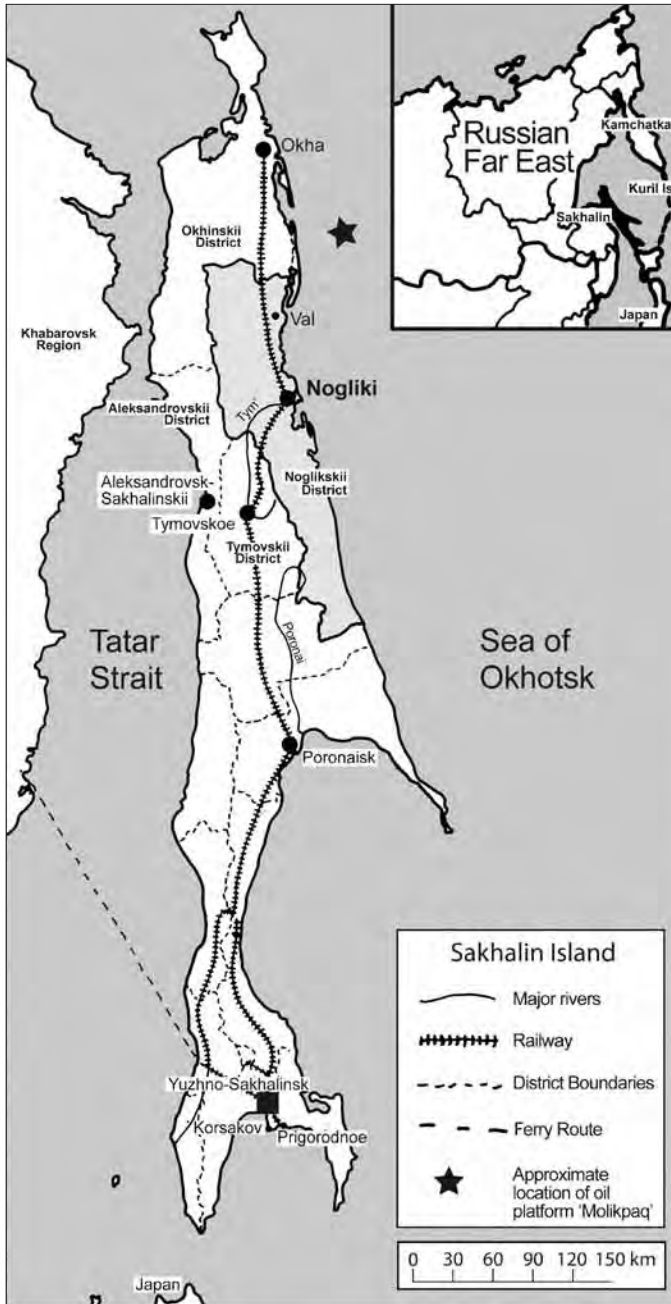 Okha
Okhinskii
District
Val
Khabarovsk
Region
Nogliki
Tym'
Aleksandrovskii
District
Noglikskii
District
Aleksandrovsk-
Sakhalinskii
Tymovskoe
Tymovskii
District
Poronai
Tatar
Strait
Sea of
Okhotsk
Poronaisk
Yuzhno-Sakhalinsk
Korsakov
Prigorodnoe
Japan
Russian
Far East
Kamchatka
Kuril Is
Sakhalin
Japan
Sakhalin Island
Major rivers
Railway
District Boundaries
Ferry Route
Approximate
location of oil
platform 'Molikpaq'
0 30 60 90 120 150 km